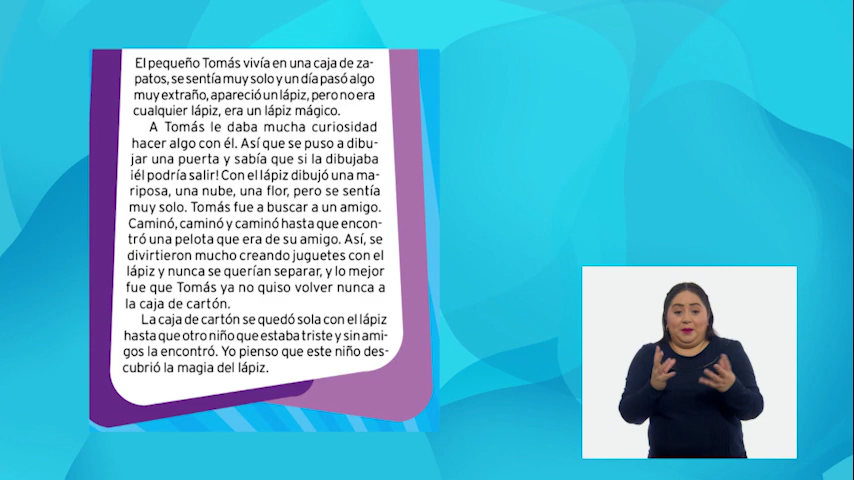 El pequeño Tomás vivía en una caja de za-
patos, se sentía muy solo y un día pasó algo
muy extraño, apareció un lápiz, pero no era
cualquier lápiz, era un lápiz mágico.
A Tomás le daba mucha curiosidad
hacer algo con él. Así que se puso a dibu-
jar una puerta y sabía que si la dibujaba
¡él podría salir! Con el lápiz dibujó una ma-
riposa, una nube, una flor, pero se sentía
muy solo. Tomás fue a buscar a un amigo.
Caminó, caminó y caminó hasta que encon-
tró una pelota que era de su amigo. Así, se
divirtieron mucho creando juguetes con el
lápiz y nunca se querían separar, y lo mejor
fue que Tomás ya no quiso volver nunca a
la caja de cartón.
La caja de cartón se quedó sola con el lápiz
hasta que otro niño que estaba triste y sin ami-
gos la encontró. Yo pienso que este niño des-
cubrió la magia del lápiz.